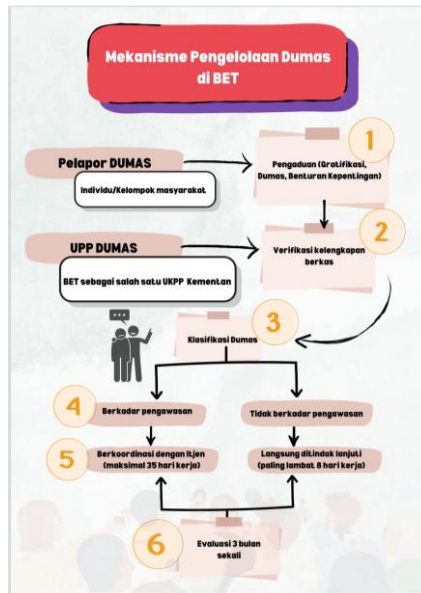 Mekanisme Pengelolaan Dumas
di BET
1
Pelapor DUMAS
Individu/Kelompok masyarakat
Pengaduan (Gratifikasi,
Dumas, Benturan Kepentingan)
2
UPP DUMAS
BET sebagai salah satu UKPP Kementan
Verifikasi kelengkapan
berkas
3
Klasifikasi Dumas
4
Berkadar pengawasan
Tidak berkadar pengawasan
5
Berkoordinasi dengan Itjen
(maksimal 35 hari kerja)
Langsung ditindak lanjuti
(paling lambat 8 hari kerja)
6
Evaluasi 3 bulan
sekali